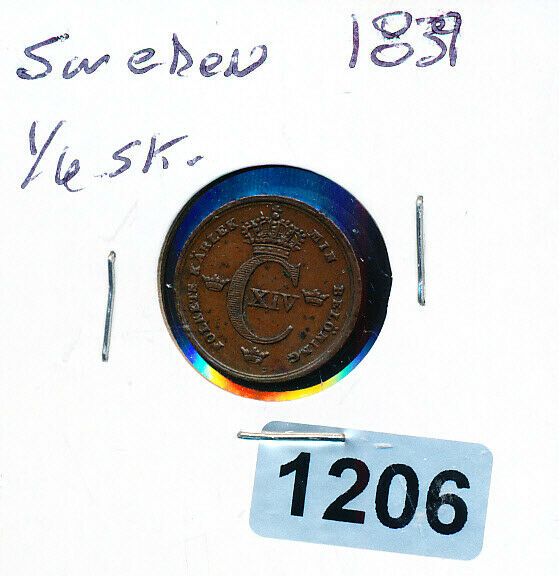 Sweden 1839
1/6 SK.
FOLKETS KÄRLEK MIN BELÖNING
C XIV
1206